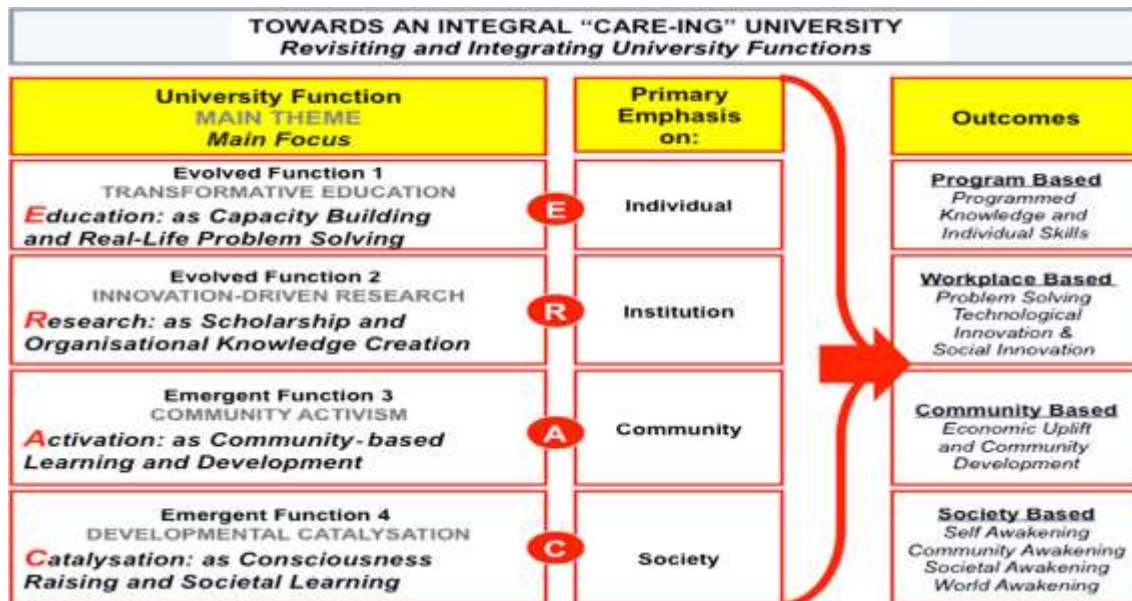 TOWARDS AN INTEGRAL “CARE-ING” UNIVERSITY
Revisiting and Integrating University Functions
University Function
MAIN THEME
Main Focus
Primary
Emphasis
on:
Outcomes
Evolved Function 1
TRANSFORMATIVE EDUCATION
Education: as Capacity Building
and Real-Life Problem Solving
E
Individual
Program Based
Programmed
Knowledge and
Individual Skills
Evolved Function 2
INNOVATION-DRIVEN RESEARCH
Research: as Scholarship and
Organisational Knowledge Creation
R
Institution
Workplace Based
Problem Solving
Technological
Innovation &
Social Innovation
Emergent Function 3
COMMUNITY ACTIVISM
Activation: as Community-based
Learning and Development
A
Community
Community Based
Economic Uplift
and Community
Development
Emergent Function 4
DEVELOPMENTAL CATALYSATION
Catalysation: as Consciousness
Raising and Societal Learning
C
Society
Society Based
Self Awakening
Community Awakening
Societal Awakening
World Awakening